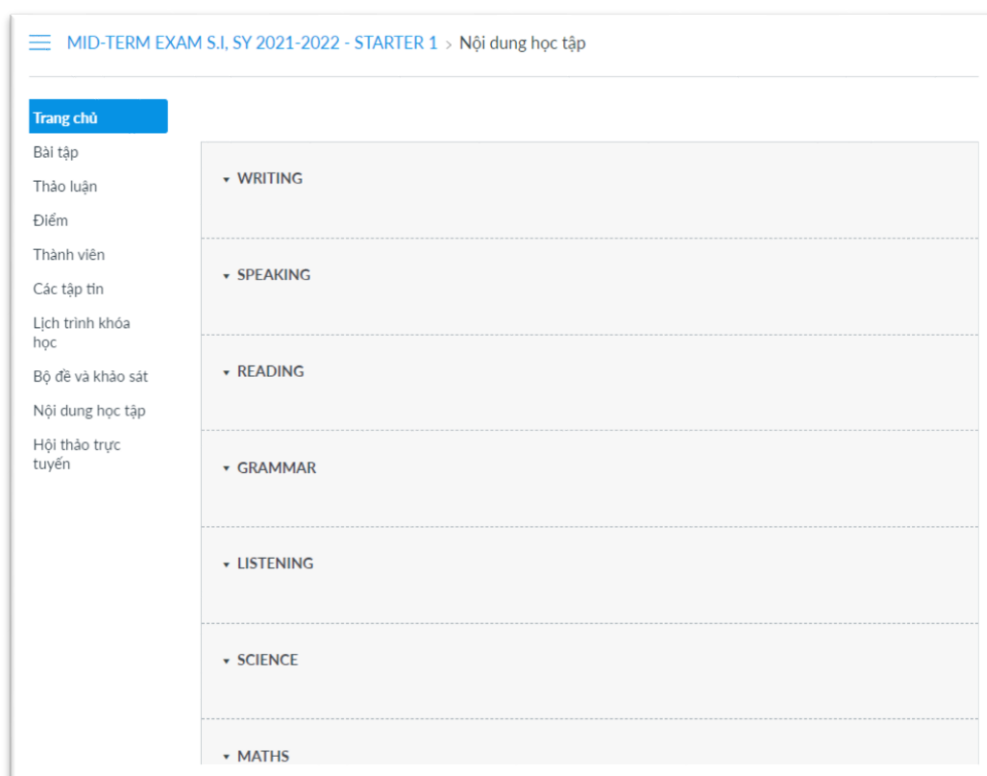 MID-TERM EXAM S.I, SY 2021-2022 - STARTER 1 › Nội dung học tập
Trang chủ
Bài tập
Thảo luận
Điểm
Thành viên
Các tập tin
Lịch trình khóa
học
Bộ đề và khảo sát
Nội dung học tập
Hội thảo trực
tuyến
WRITING
SPEAKING
READING
GRAMMAR
LISTENING
SCIENCE
MATHS